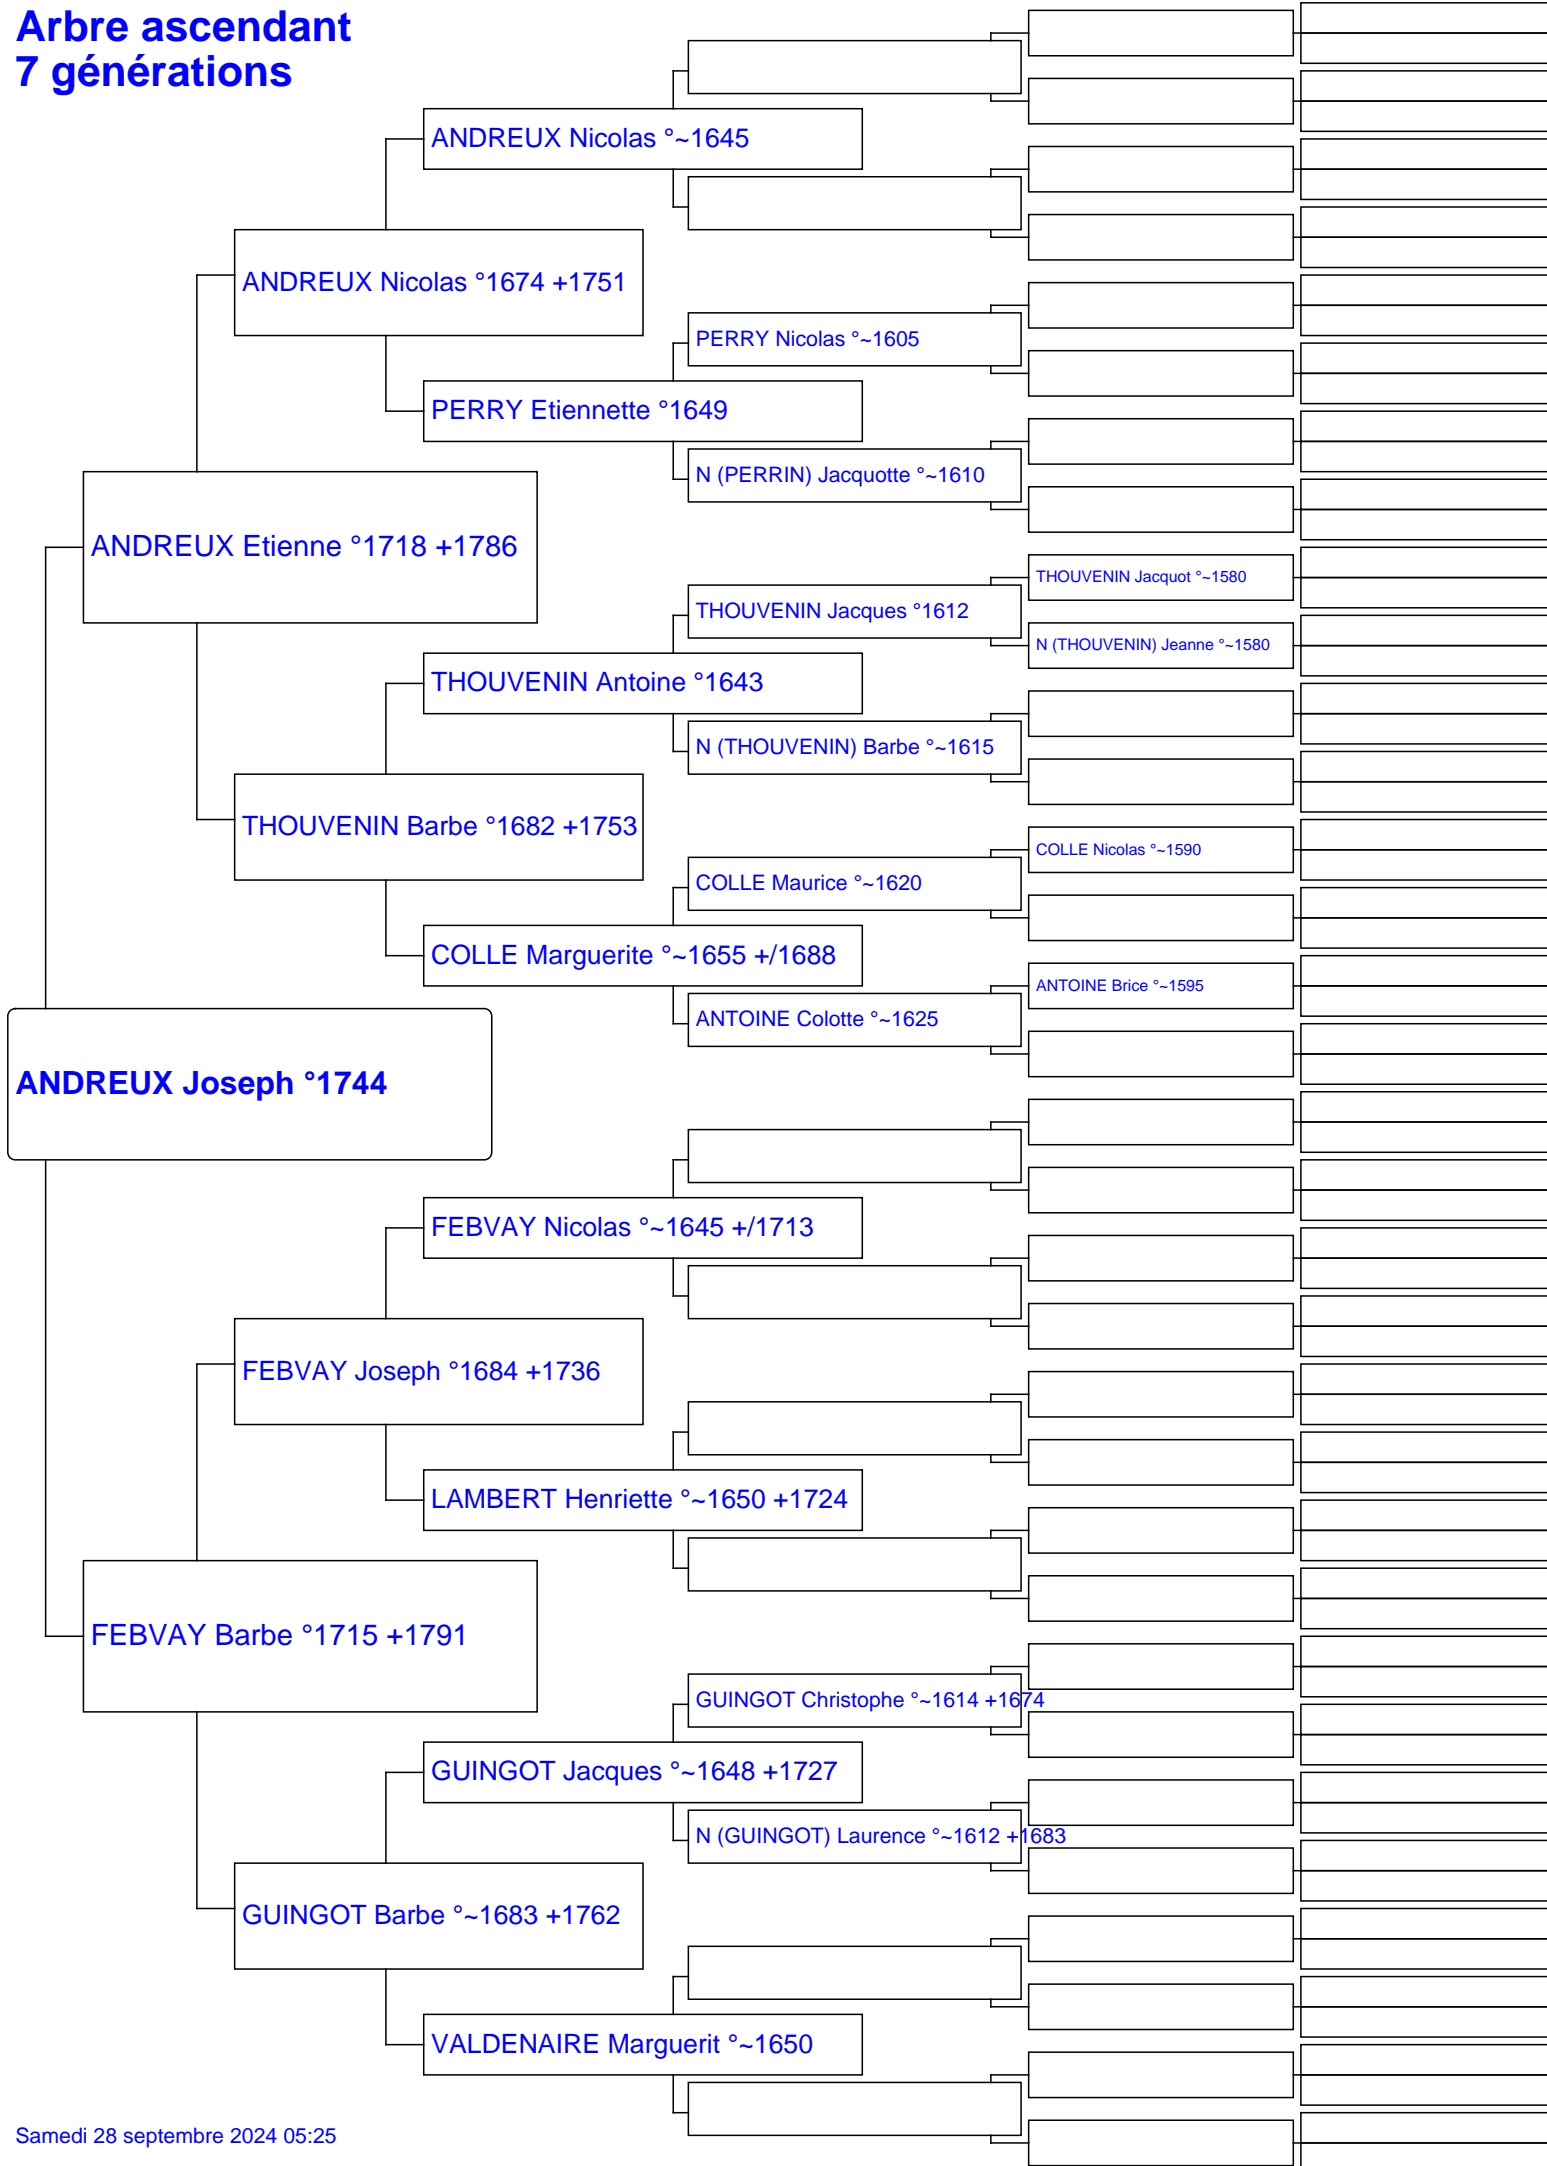 Arbre ascendant
7 générations
ANDREUX Nicolas °~1645
ANDREUX Nicolas °1674 +1751
PERRY Nicolas °~1605
PERRY Etiennette °1649
N (PERRIN) Jacquotte °~1610
ANDREUX Etienne °1718 +1786
THOUVENIN Jacquot °~1580
THOUVENIN Jacques °1612
N (THOUVENIN) Jeanne °~1580
THOUVENIN Antoine °1643
N (THOUVENIN) Barbe °~1615
THOUVENIN Barbe °1682 +1753
COLLE Nicolas °~1590
COLLE Maurice °~1620
COLLE Marguerite °~1655 +/1688
ANTOINE Brice °~1595
ANTOINE Colotte °~1625
ANDREUX Joseph °1744
FEBVAY Nicolas °~1645 +/1713
FEBVAY Joseph °1684 +1736
LAMBERT Henriette °~1650 +1724
FEBVAY Barbe °1715 +1791
GUINGOT Christophe °~1614 +1674
GUINGOT Jacques °~1648 +1727
N (GUINGOT) Laurence °~1612 +1683
GUINGOT Barbe °~1683 +1762
VALDENAIRE Marguerit °~1650
Samedi 28 septembre 2024 05:25